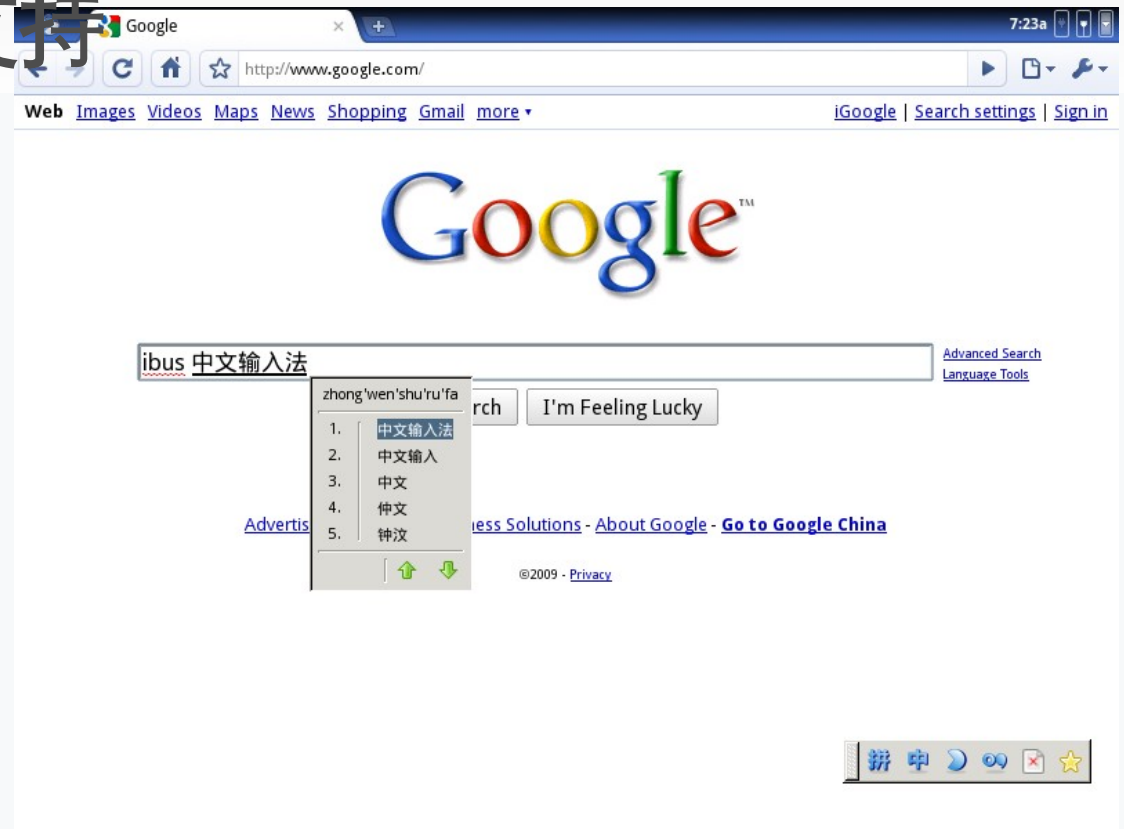 持
Google × +
7:23a
http://www.google.com/
Web Images Videos Maps News Shopping Gmail more ▾
iGoogle | Search settings | Sign in
Google™
ibus 中文输入法
Advanced Search
Language Tools
zhong'wen'shu'ru'fa
rch
I'm Feeling Lucky
1. 中文输入法
2. 中文输入
3. 中文
4. 仲文
5. 钟汶
Advertis
ess Solutions - About Google - Go to Google China
©2009 - Privacy
拼 中